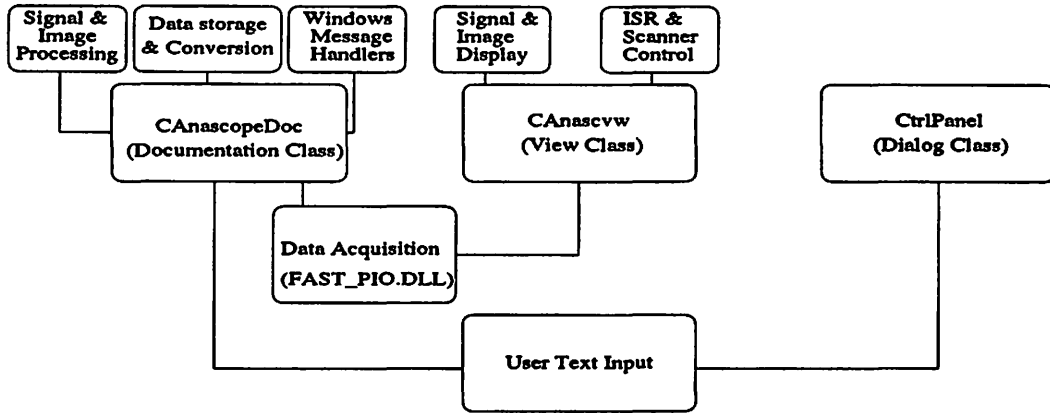 Signal &
Image
Processing
Data storage
& Conversion
Windows
Message
Handlers
Signal &
Image
Display
ISR &
Scanner
Control
CAnascopeDoc
(Documentation Class)
CAnascvw
(View Class)
CtrlPanel
(Dialog Class)
Data Acquisition
(FAST_PIO.DLL)
User Text Input